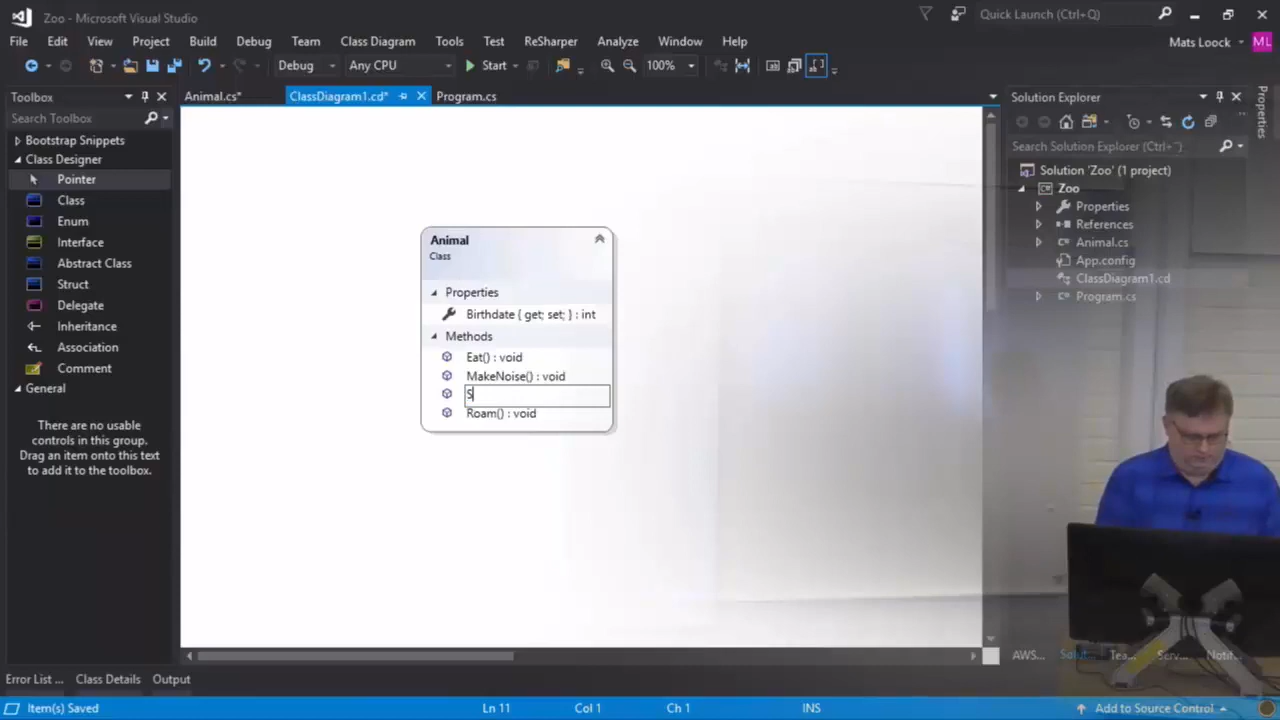 Zoo - Microsoft Visual Studio
Quick Launch (Ctrl+Q)
File Edit View Project Build Debug Team Class Diagram Tools Test ReSharper Analyze Window Help
Mats Loock ML
Debug Any CPU Start 100%
Toolbox
Animal.cs* ClassDiagram1.cd* Program.cs
Solution Explorer
Properties
Search Toolbox
Bootstrap Snippets
Class Designer
Pointer
Class
Enum
Interface
Abstract Class
Struct
Delegate
Inheritance
Association
Comment
General
There are no usable
controls in this group.
Drag an item onto this text
to add it to the toolbox.
Animal
Class
Properties
Birthdate { get; set; } : int
Methods
Eat() : void
MakeNoise() : void
S
Roam() : void
Search Solution Explorer (Ctrl+¨)
Solution 'Zoo' (1 project)
Zoo
Properties
References
Animal.cs
App.config
ClassDiagram1.cd
Program.cs
AWS... Solut... Tea... Serv... Notif...
Error List ... Class Details Output
Item(s) Saved Ln 11 Col 1 Ch 1 INS Add to Source Control